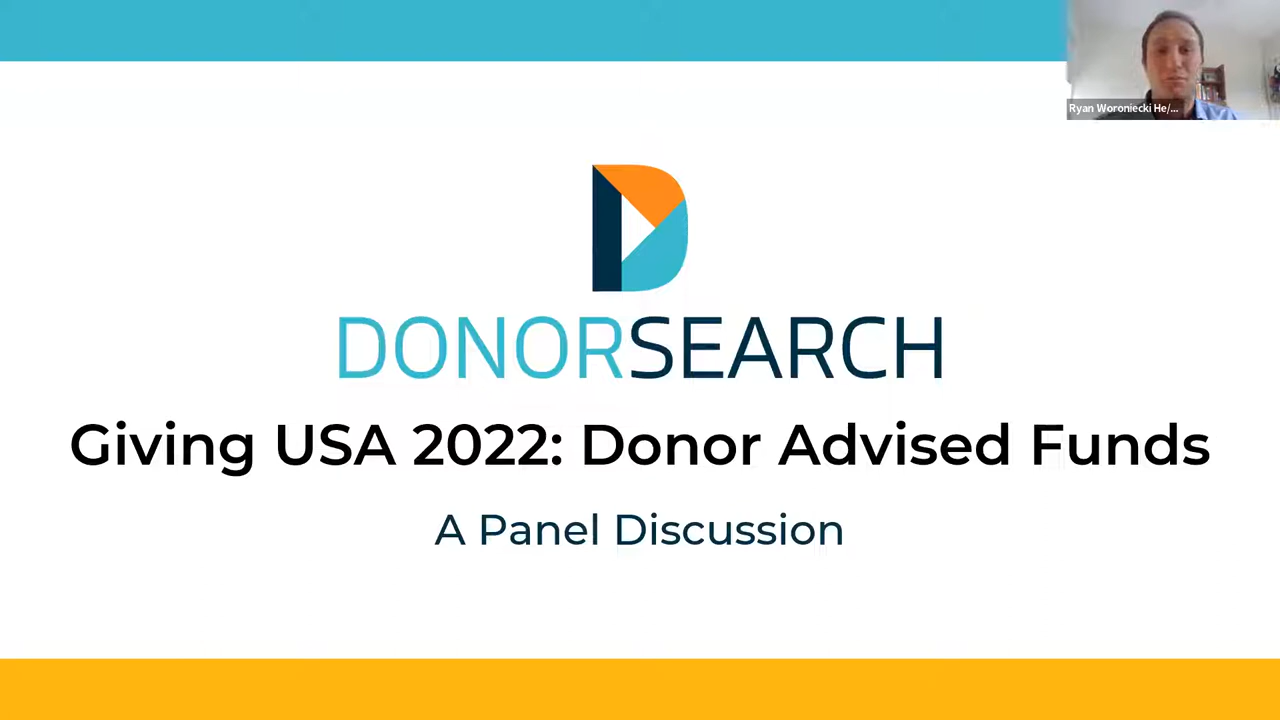 Ryan Woroniecki He/...
DONORSEARCH
Giving USA 2022: Donor Advised Funds
A Panel Discussion